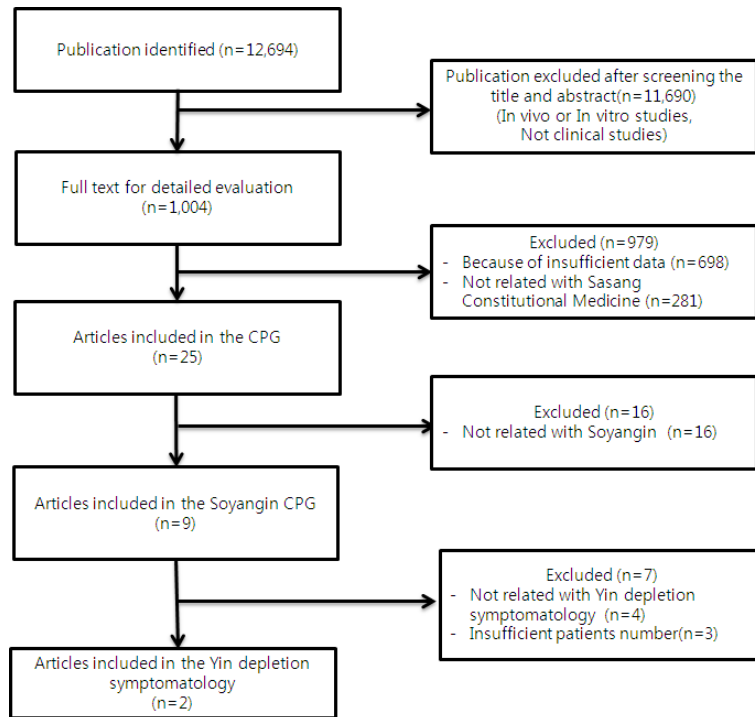 Publication identified (n=12,694)
Publication excluded after screening the
title and abstract(n=11,690)
(In vivo or In vitro studies,
Not clinical studies)
Full text for detailed evaluation
(n=1,004)
Excluded (n=979)
- Because of insufficient data (n=698)
- Not related with Sasang
Constitutional Medicine (n=281)
Articles included in the CPG
(n=25)
Excluded (n=16)
- Not related with Soyangin (n=16)
Articles included in the Soyangin CPG
(n=9)
Excluded (n=7)
- Not related with Yin depletion
symptomatology (n=4)
- Insufficient patients number(n=3)
Articles included in the Yin depletion
symptomatology
(n=2)